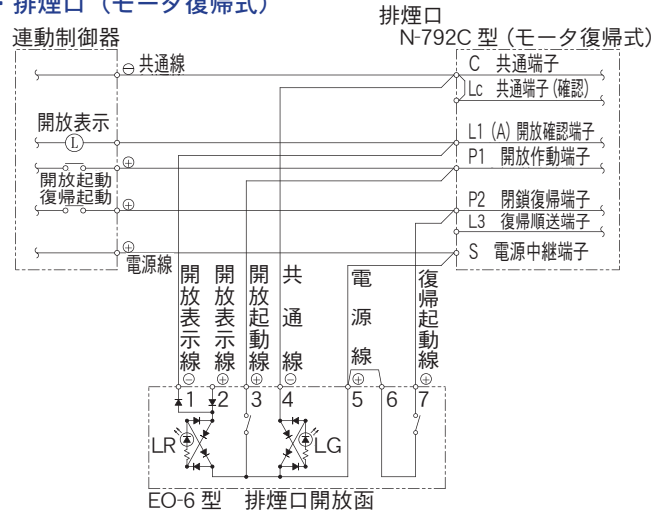 ・排煙口（モータ復帰式）
排煙口
N-792C 型（モータ復帰式）
連動制御器
⊖ 共通線
C 共通端子
Lc 共通端子(確認)
開放表示
L
L1 (A) 開放確認端子
⊕
P1 開放作動端子
開放起動
復帰起動
⊕
P2 閉鎖復帰端子
L3 復帰順送端子
⊕
電源線
S 電源中継端子
開放表示線 ⊖
開放表示線 ⊕
開放起動線 ⊕
共通線 ⊖
電源線 ⊕
復帰起動線 ⊕
1 2 3 4 5 6 7
LR LG
EO-6 型 排煙口開放函